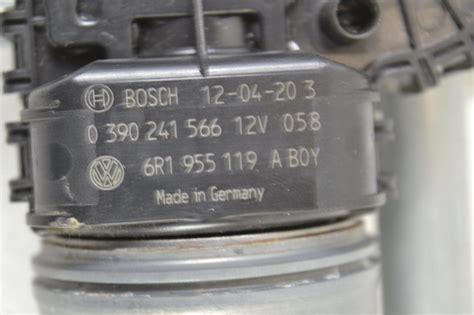 BOSCH 12-04-20 3
0 390 241 566 12V 058
6R1 955 119 A BOY
Made in Germany